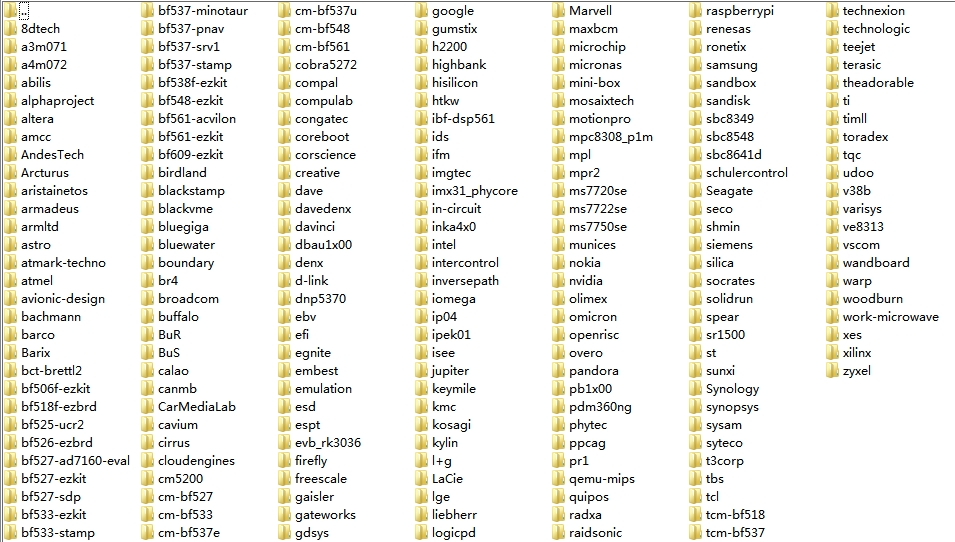 ..
8dtech
a3m071
a4m072
abilis
alphaproject
altera
amcc
AndesTech
Arcturus
aristainetos
armadeus
armltd
astro
atmark-techno
atmel
avionic-design
bachmann
barco
Barix
bct-brettl2
bf506f-ezkit
bf518f-ezbrd
bf525-ucr2
bf526-ezbrd
bf527-ad7160-eval
bf527-ezkit
bf527-sdp
bf533-ezkit
bf533-stamp
bf537-minotaur
bf537-pnav
bf537-srv1
bf537-stamp
bf538f-ezkit
bf548-ezkit
bf561-acvilon
bf561-ezkit
bf609-ezkit
birdland
blackstamp
blackvme
bluegiga
bluewater
boundary
br4
broadcom
buffalo
BuR
BuS
calao
canmb
CarMediaLab
cavium
cirrus
cloudengines
cm5200
cm-bf527
cm-bf533
cm-bf537e
cm-bf537u
cm-bf548
cm-bf561
cobra5272
compal
compulab
congatec
coreboot
corscience
creative
dave
davedenx
davinci
dbau1x00
denx
d-link
dnp5370
ebv
efi
egnite
embest
emulation
esd
espt
evb_rk3036
firefly
freescale
gaisler
gateworks
gdsys
google
gumstix
h2200
highbank
hisilicon
htkw
ibf-dsp561
ids
ifm
imgtec
imx31_phycore
in-circuit
inka4x0
intel
intercontrol
inversepath
iomega
ip04
ipek01
isee
jupiter
keymile
kmc
kosagi
kylin
l+g
LaCie
lge
liebherr
logicpd
Marvell
maxbcm
microchip
micronas
mini-box
mosaixtech
motionpro
mpc8308_p1m
mpl
mpr2
ms7720se
ms7722se
ms7750se
munices
nokia
nvidia
olimex
omicron
openrisc
overo
pandora
pb1x00
pdm360ng
phytec
ppcag
pr1
qemu-mips
quipos
radxa
raidsonic
raspberrypi
renesas
ronetix
samsung
sandbox
sandisk
sbc8349
sbc8548
sbc8641d
schulercontrol
Seagate
seco
shmin
siemens
silica
socrates
solidrun
spear
sr1500
st
sunxi
Synology
synopsys
sysam
syteco
t3corp
tbs
tcl
tcm-bf518
tcm-bf537
technexion
technologic
teejet
terasic
theadorable
ti
timll
toradex
tqc
udoo
v38b
varisys
ve8313
vscom
wandboard
warp
woodburn
work-microwave
xes
xilinx
zyxel